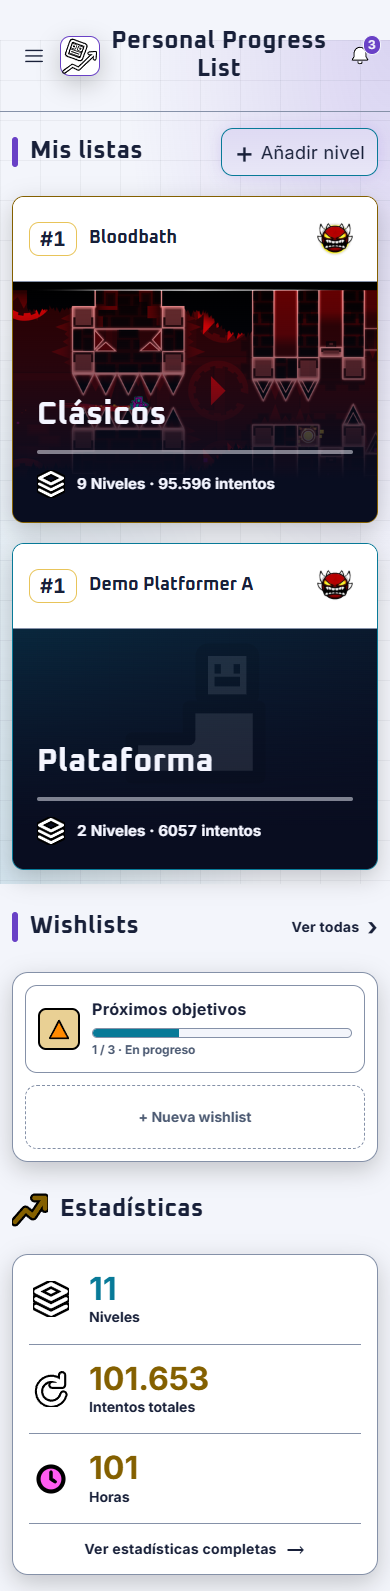 Personal Progress
List
3
Mis listas
+ Añadir nivel
#1 Bloodbath
Clásicos
9 Niveles · 95.596 intentos
#1 Demo Platformer A
Plataforma
2 Niveles · 6057 intentos
Wishlists
Ver todas ›
Próximos objetivos
1 / 3 · En progreso
+ Nueva wishlist
Estadísticas
11
Niveles
101.653
Intentos totales
101
Horas
Ver estadísticas completas →